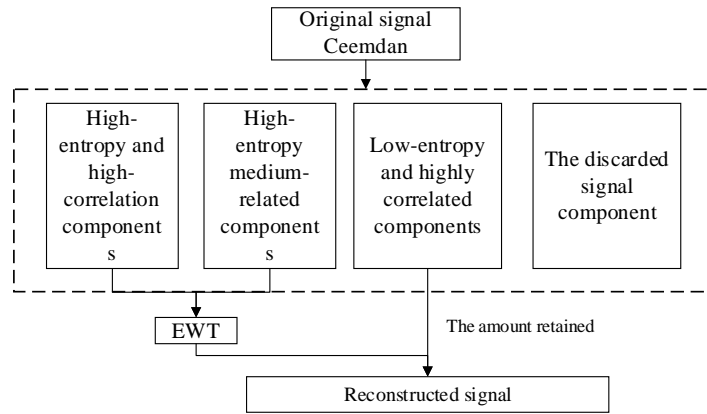 Original signal
Ceemdan
High-
entropy and
high-
correlation
component
s
High-
entropy
medium-
related
component
s
Low-entropy
and highly
correlated
components
The discarded
signal
component
EWT
The amount retained
Reconstructed signal